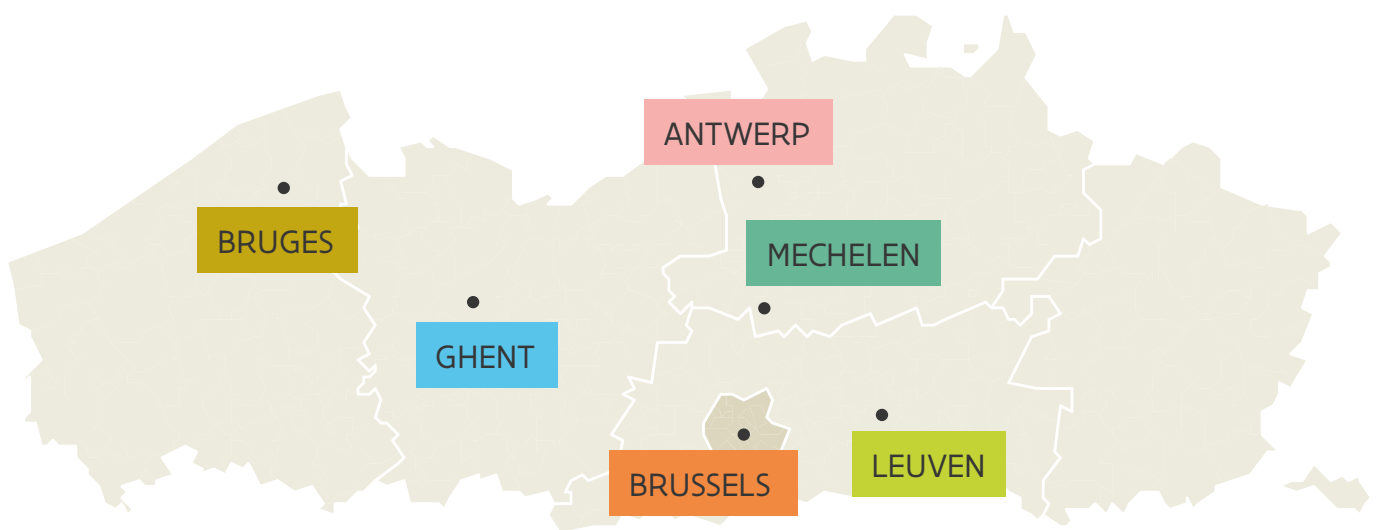 ANTWERP
BRUGES
MECHELEN
GHENT
LEUVEN
BRUSSELS